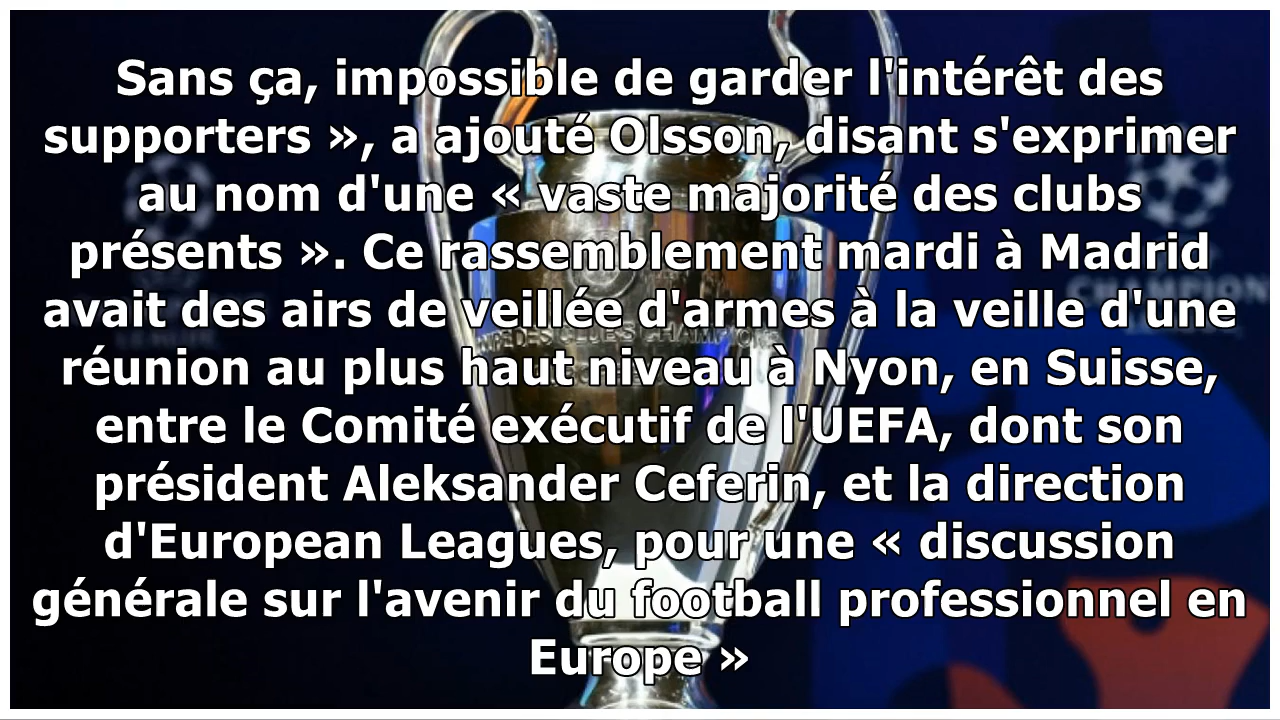 Sans ça, impossible de garder l'intérêt des
supporters », a ajouté Olsson, disant s'exprimer
au nom d'une « vaste majorité des clubs
présents ». Ce rassemblement mardi à Madrid
avait des airs de veillée d'armes à la veille d'une
réunion au plus haut niveau à Nyon, en Suisse,
entre le Comité exécutif de l'UEFA, dont son
président Aleksander Ceferin, et la direction
d'European Leagues, pour une « discussion
générale sur l'avenir du football professionnel en
Europe »